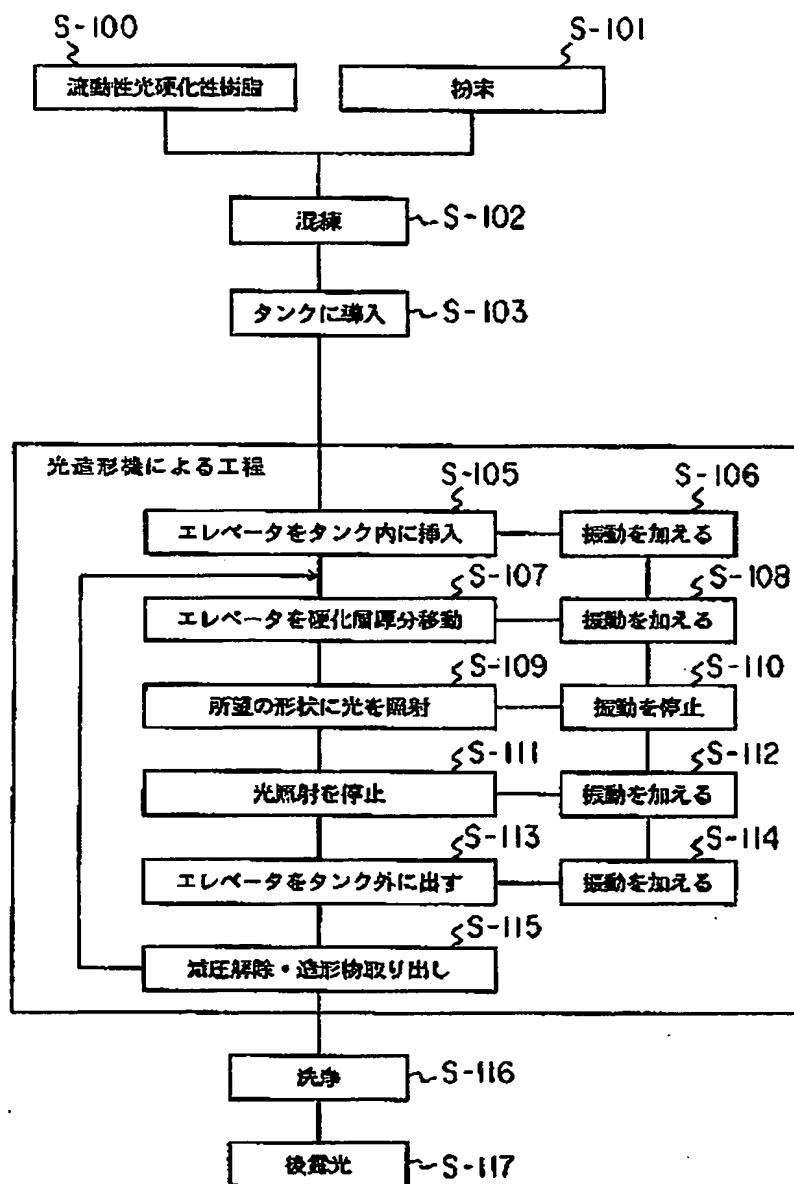 S-100
S-101
流動性光硬化性樹脂
粉末
混練
S-102
タンクに導入
S-103
光造形機による工程
S-105
S-106
エレベータをタンク内に挿入
振動を加える
S-107
S-108
エレベータを硬化層厚分移動
振動を加える
S-109
S-110
所望の形状に光を照射
振動を停止
S-111
S-112
光照射を停止
振動を加える
S-113
S-114
エレベータをタンク外に出す
振動を加える
S-115
減圧解除・造形物取り出し
洗浄
S-116
後露光
S-117